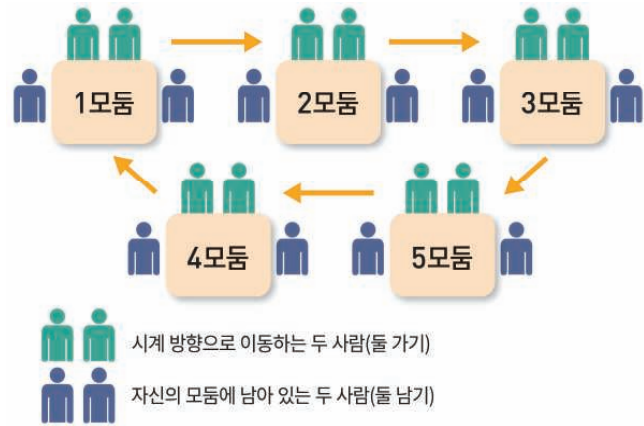 1모둠
2모둠
3모둠
4모둠
5모둠
시계 방향으로 이동하는 두 사람(둘 가기)
자신의 모둠에 남아 있는 두 사람(둘 남기)